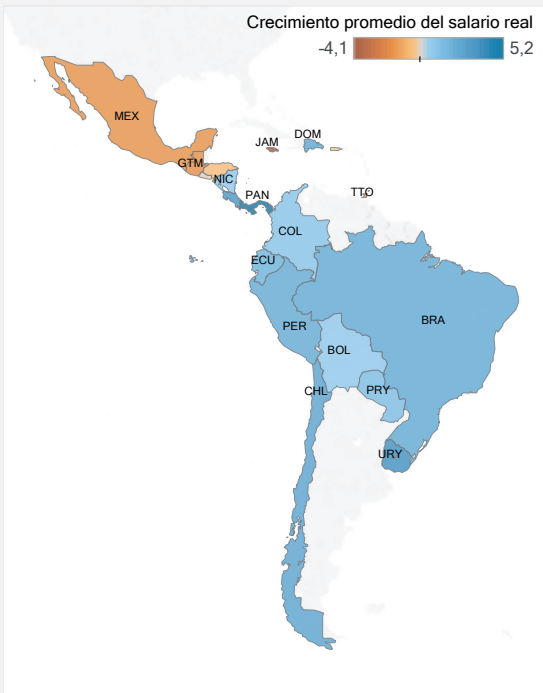 Crecimiento promedio del salario real
-4,1 5,2
MEX
JAM
DOM
GTM
NIC
PAN
TTO
COL
ECU
BRA
PER
BOL
CHL
PRY
URY